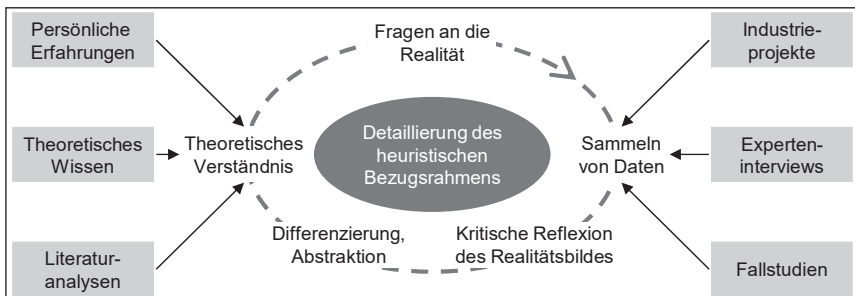 Persönliche
Erfahrungen
Fragen an die
Realität
Industrie-
projekte
Theoretisches
Wissen
Theoretisches
Verständnis
Detaillierung des
heuristischen
Bezugsrahmens
Sammeln
von Daten
Experten-
interviews
Literatur-
analysen
Differenzierung,
Abstraktion
Kritische Reflexion
des Realitätsbildes
Fallstudien